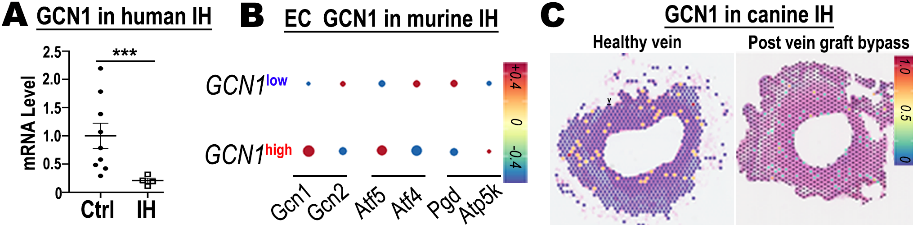 A GCN1 in human IH
mRNA Level
2.5
2.0
1.5
1.0
0.5
0
***
Ctrl IH
B EC GCN1 in murine IH
GCN1low
GCN1high
Gcn1 Gcn2 Atf5 Atf4 Pgd Atp5k
+0.4
0
-0.4
C GCN1 in canine IH
Healthy vein Post vein graft bypass
1.0
0.5
0